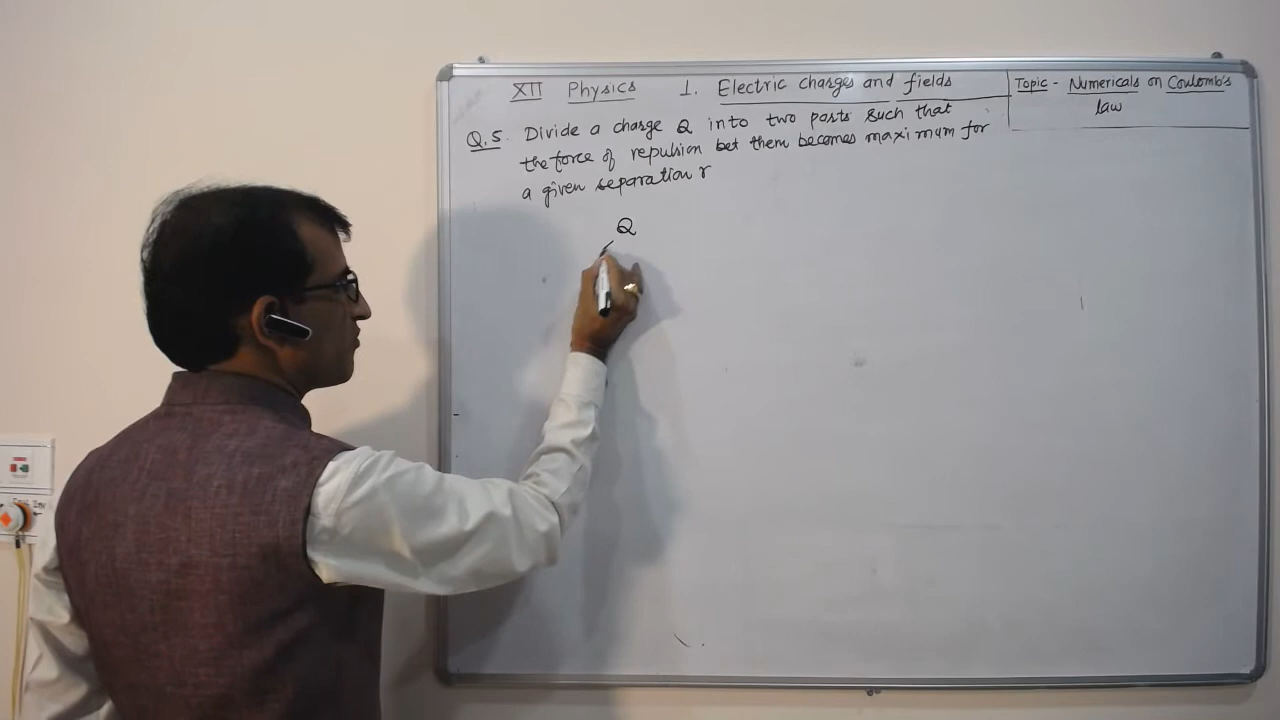 XII Physics 1. Electric charges and fields
Topic - Numericals on Coulomb's
law
Q.5. Divide a charge Q into two parts such that
the force of repulsion bet them becomes maximum for
a given separation r
Q